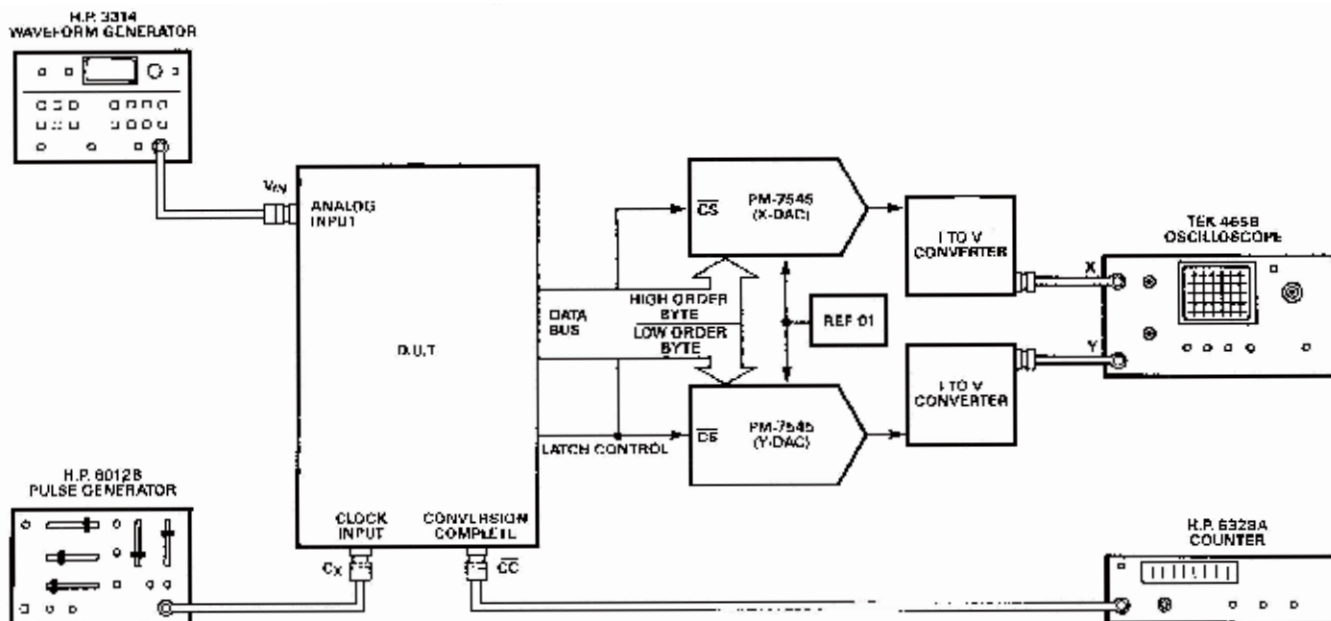 H.P. 3314
WAVEFORM GENERATOR
VIN
ANALOG
INPUT
D.U.T
DATA
BUS
HIGH ORDER
BYTE
LOW ORDER
BYTE
LATCH CONTROL
CS
PM-7545
(X-DAC)
REF 01
CS
PM-7545
(Y-DAC)
I TO V
CONVERTER
I TO V
CONVERTER
X
Y
TEK 465B
OSCILLOSCOPE
H.P. 8012B
PULSE GENERATOR
CLOCK
INPUT
CONVERSION
COMPLETE
CX
CC
H.P. 5328A
COUNTER